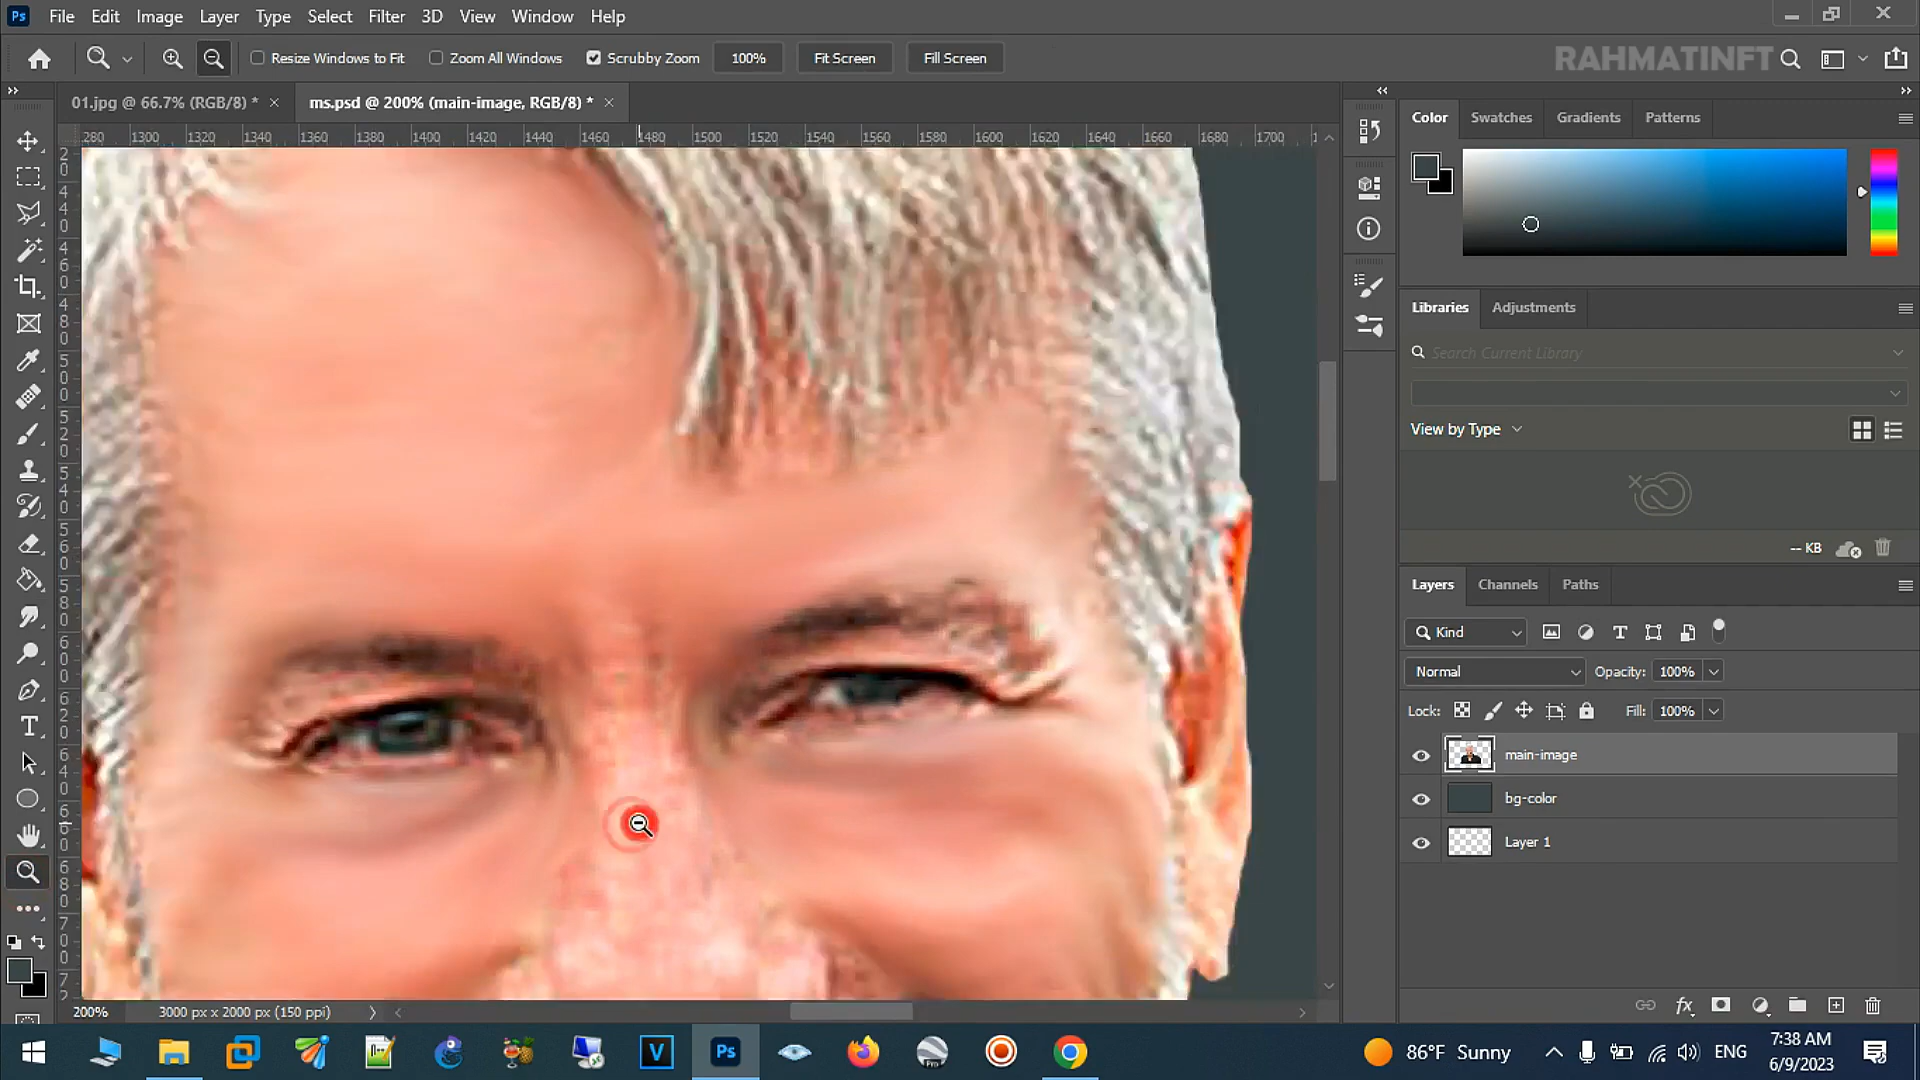 Ps File Edit Image Layer Type Select Filter 3D View Window Help
Resize Windows to Fit Zoom All Windows Scrubby Zoom 100% Fit Screen Fill Screen RAHMATINFT
01.jpg @ 66.7% (RGB/8) * × ms.psd @ 200% (main-image, RGB/8) * ×
280 1300 1320 1340 1360 1380 1400 1420 1440 1460 1480 1500 1520 1540 1560 1580 1600 1620 1640 1660 1680 1700
Color Swatches Gradients Patterns
Libraries Adjustments
Search Current Library
View by Type
-- KB
Layers Channels Paths
Kind
Normal Opacity: 100%
Lock: Fill: 100%
main-image
bg-color
Layer 1
200% 3000 px x 2000 px (150 ppi)
V Ps Pro 86°F Sunny ENG 7:38 AM
6/9/2023